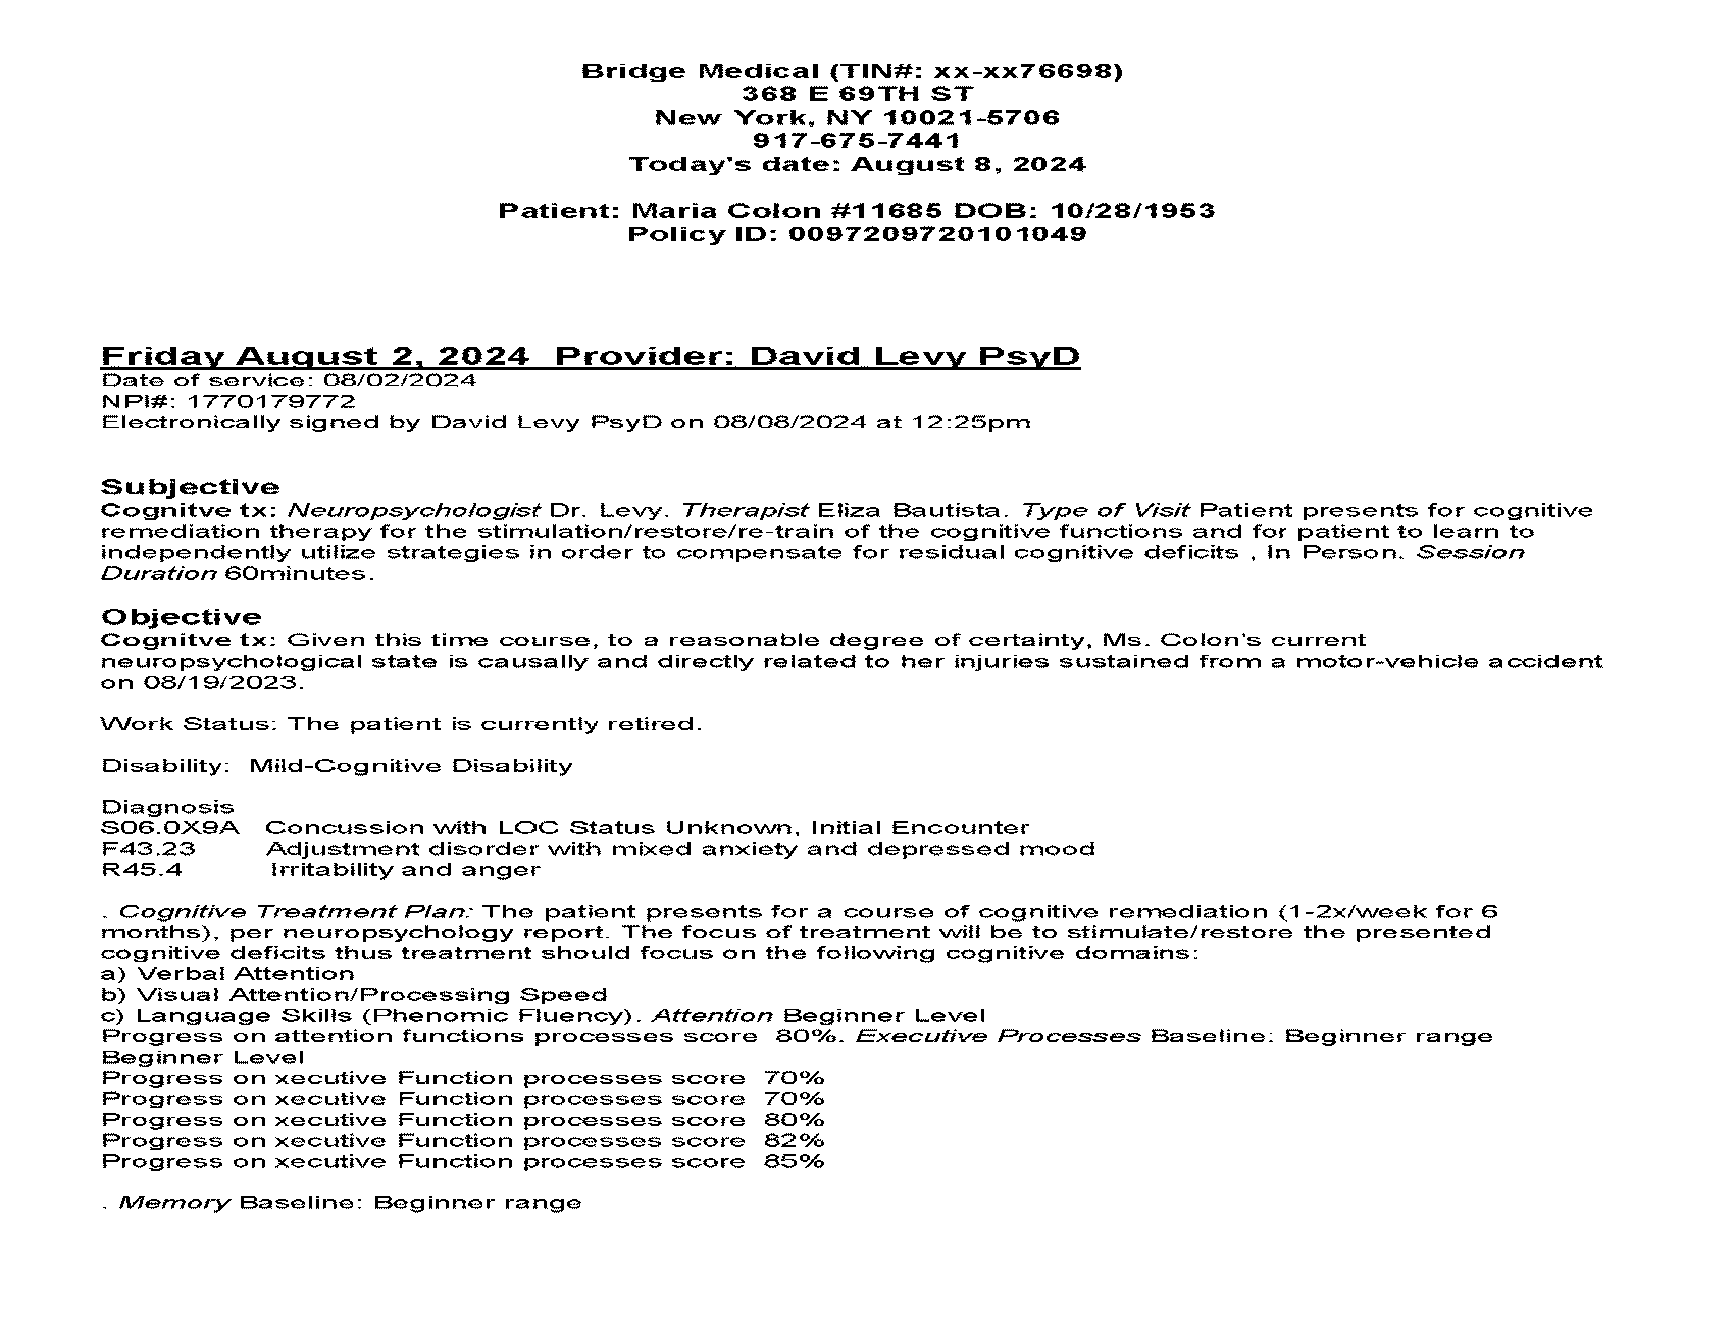 Bridge Medical (TIN#: xx-xx76698)
368 E 69TH ST
New York, NY 10021-5706
917-675-7441
Today's date: August 8, 2024
Patient: Maria Colon #11685 DOB: 10/28/1953
Policy ID: 0097209720101049
Friday August 2, 2024 Provider: David Levy PsyD
Date of service: 08/02/2024
NPI#: 1770179772
Electronically signed by David Levy PsyD on 08/08/2024 at 12:25pm
Subjective
Cognitve tx: Neuropsychologist Dr. Levy. Therapist Eliza Bautista. Type of Visit Patient presents for cognitive
remediation therapy for the stimulation/restore/re-train of the cognitive functions and for patient to learn to
independently utilize strategies in order to compensate for residual cognitive deficits , In Person. Session
Duration 60minutes.
Objective
Cognitve tx: Given this time course, to a reasonable degree of certainty, Ms. Colon's current
neuropsychological state is causally and directly related to her injuries sustained from a motor-vehicle accident
on 08/19/2023.
Work Status: The patient is currently retired.
Disability: Mild-Cognitive Disability
Diagnosis
S06.0X9A Concussion with LOC Status Unknown, Initial Encounter
F43.23 Adjustment disorder with mixed anxiety and depressed mood
R45.4 Irritability and anger
. Cognitive Treatment Plan: The patient presents for a course of cognitive remediation (1-2x/week for 6
months), per neuropsychology report. The focus of treatment will be to stimulate/restore the presented
cognitive deficits thus treatment should focus on the following cognitive domains:
a) Verbal Attention
b) Visual Attention/Processing Speed
c) Language Skills (Phenomic Fluency). Attention Beginner Level
Progress on attention functions processes score 80%. Executive Processes Baseline: Beginner range
Beginner Level
Progress on xecutive Function processes score 70%
Progress on xecutive Function processes score 70%
Progress on xecutive Function processes score 80%
Progress on xecutive Function processes score 82%
Progress on xecutive Function processes score 85%
. Memory Baseline: Beginner range